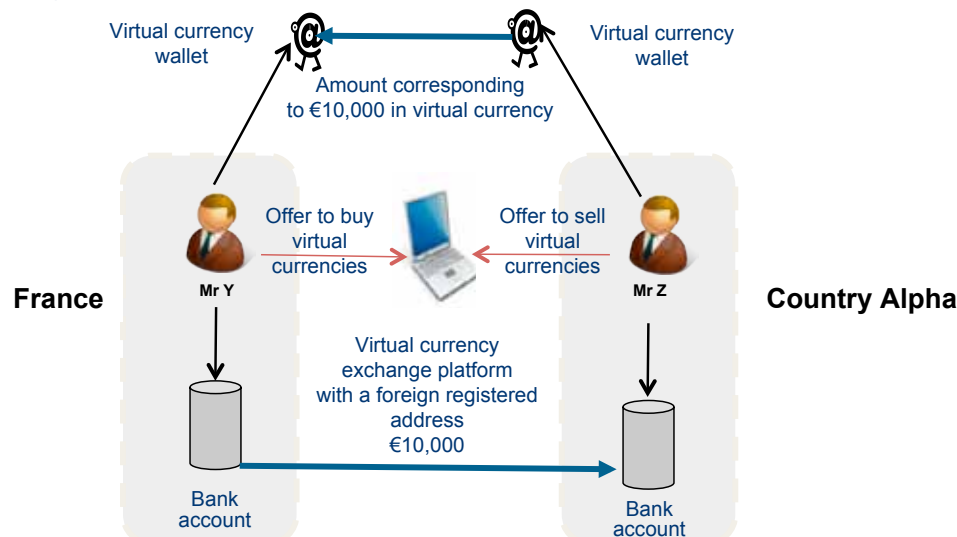 Virtual currency
wallet
@
@
Virtual currency
wallet
Amount corresponding
to €10,000 in virtual currency
Offer to buy
virtual
currencies
Offer to sell
virtual
currencies
Mr Y
Mr Z
France
Country Alpha
Virtual currency
exchange platform
with a foreign registered
address
€10,000
Bank
account
Bank
account